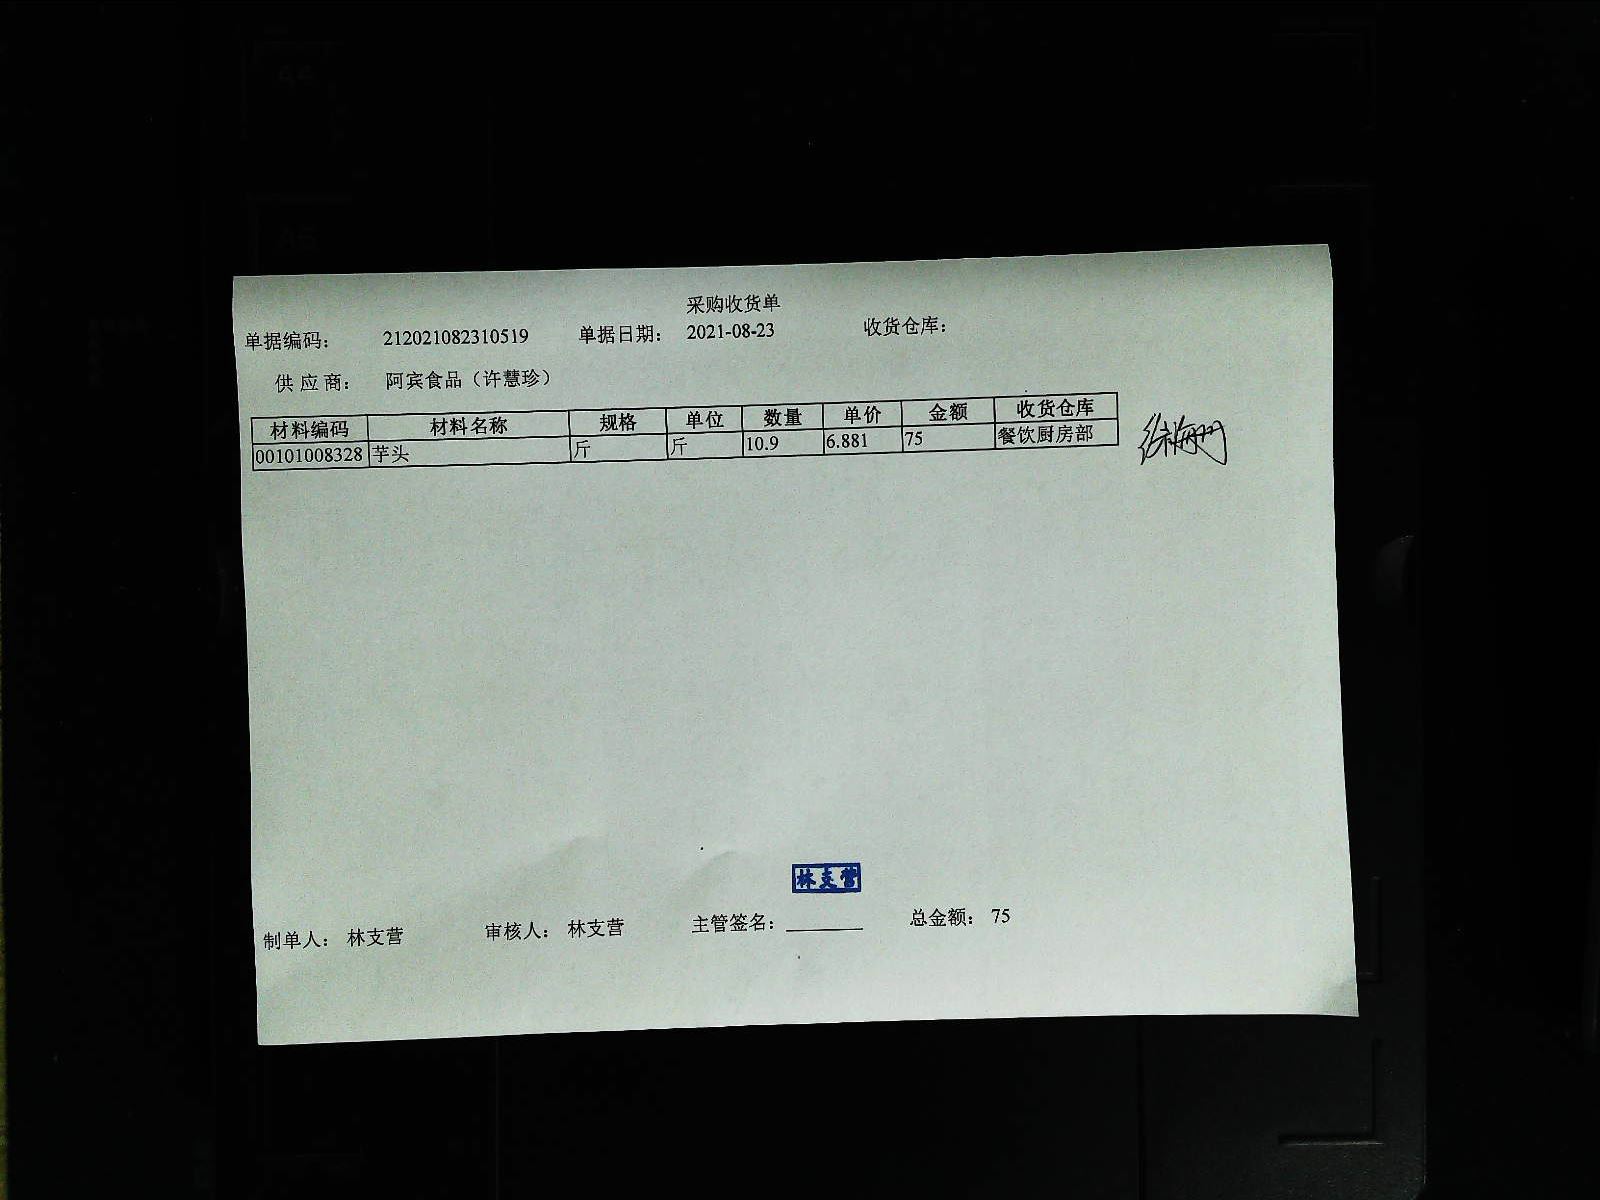 采购收货单
单据编码： 212021082310519 单据日期： 2021-08-23 收货仓库：
供 应 商： 阿宾食品（许慧珍）
材料编码 材料名称 规格 单位 数量 单价 金额 收货仓库
00101008328 芋头 斤 斤 10.9 6.881 75 餐饮厨房部
林支营
制单人： 林支营 审核人： 林支营 主管签名： 总金额： 75